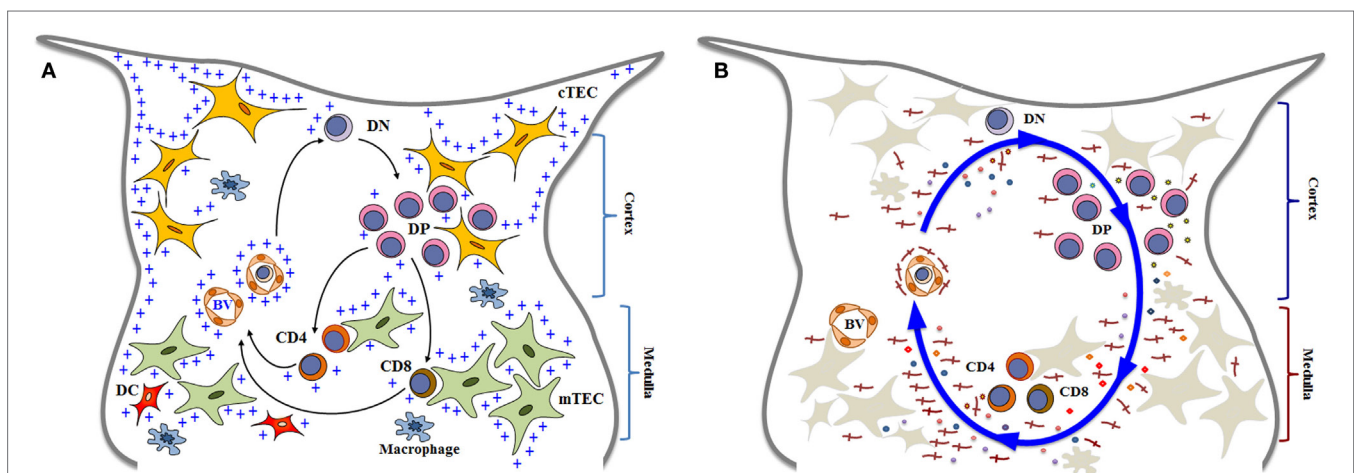 A
cTEC
DN
DP
Cortex
BV
CD4
CD8
Medulla
DC
mTEC
Macrophage
B
DN
DP
Cortex
BV
CD4
CD8
Medulla